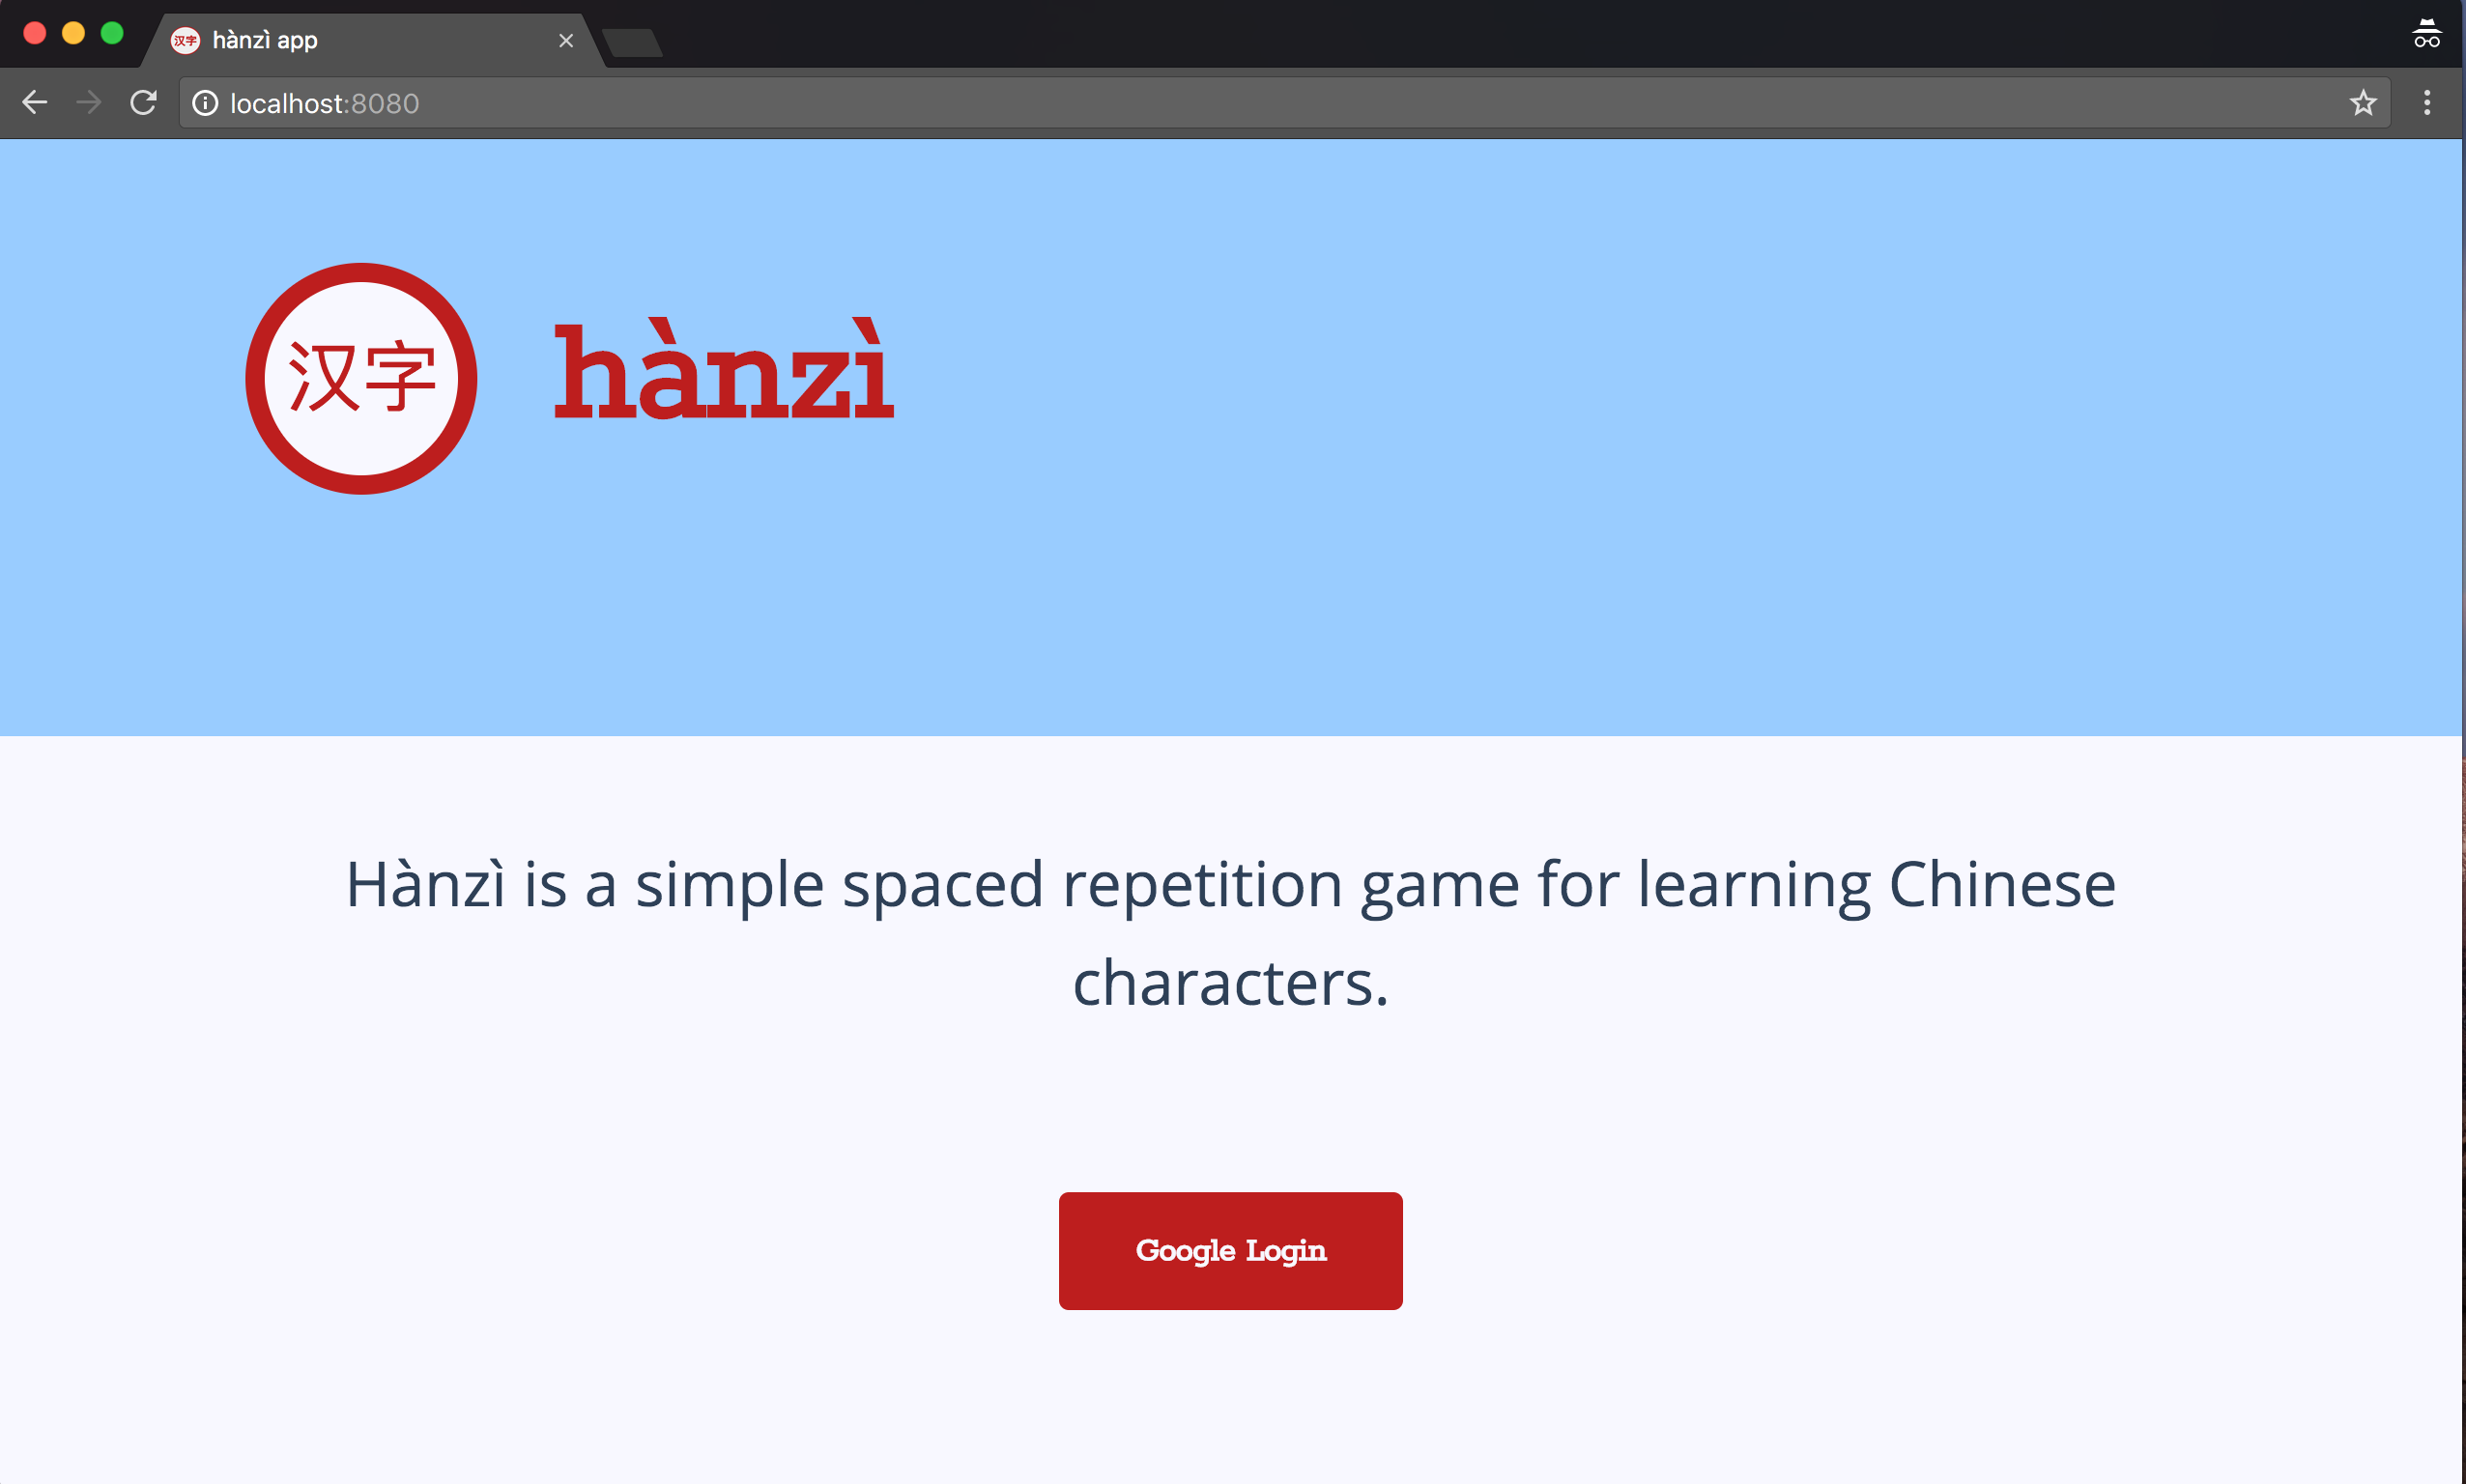 汉字 hànzì app
localhost:8080
汉字 hànzì
Hànzì is a simple spaced repetition game for learning Chinese
characters.
Google Login